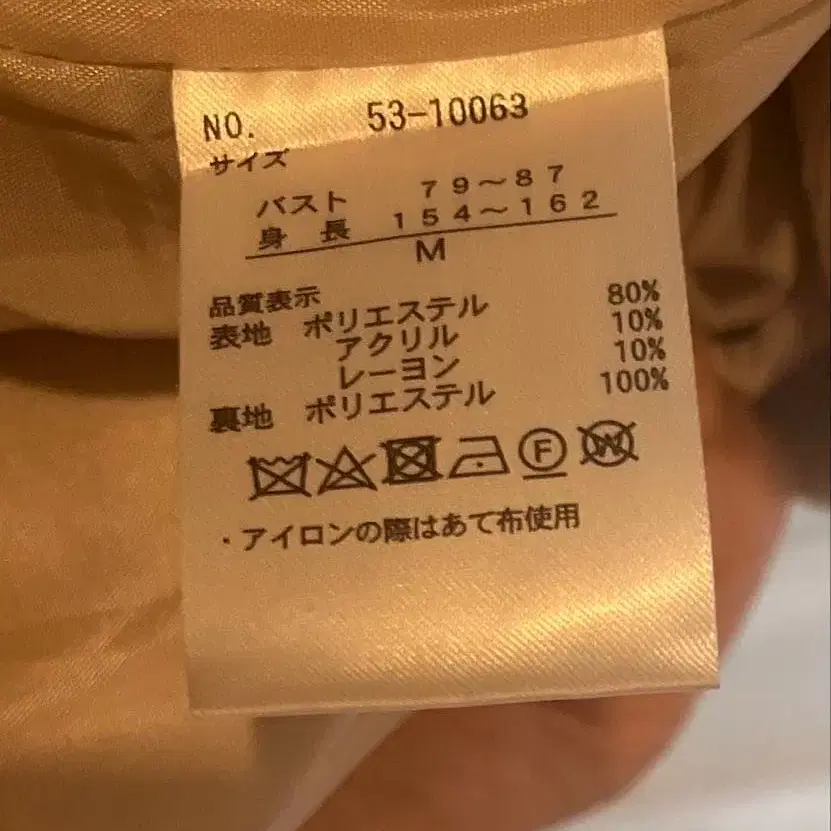 NO. 53-10063
サイズ
バスト 79～87
身長 154～162
M
品質表示
表地 ポリエステル 80%
アクリル 10%
レーヨン 10%
裏地 ポリエステル 100%
F W
・アイロンの際はあて布使用